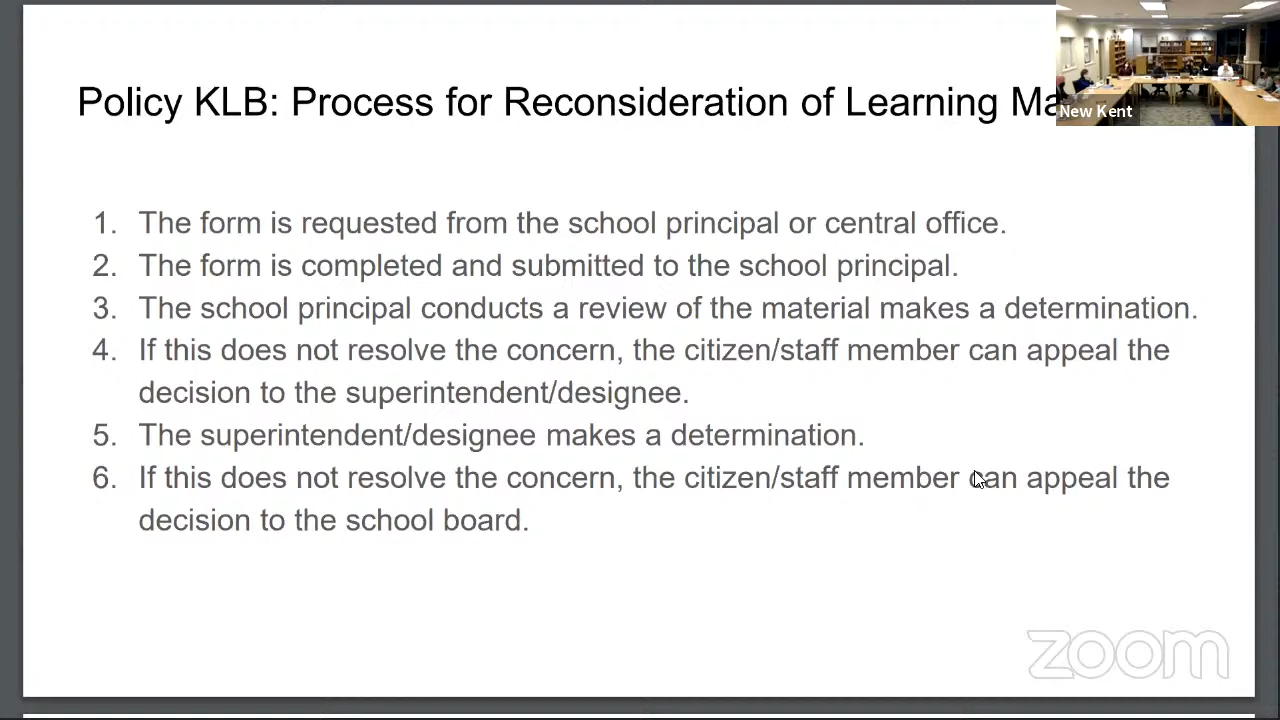 Policy KLB: Process for Reconsideration of Learning
New Kent
1. The form is requested from the school principal or central office.
2. The form is completed and submitted to the school principal.
3. The school principal conducts a review of the material makes a determination.
4. If this does not resolve the concern, the citizen/staff member can appeal the
decision to the superintendent/designee.
5. The superintendent/designee makes a determination.
6. If this does not resolve the concern, the citizen/staff member can appeal the
decision to the school board.
zoom